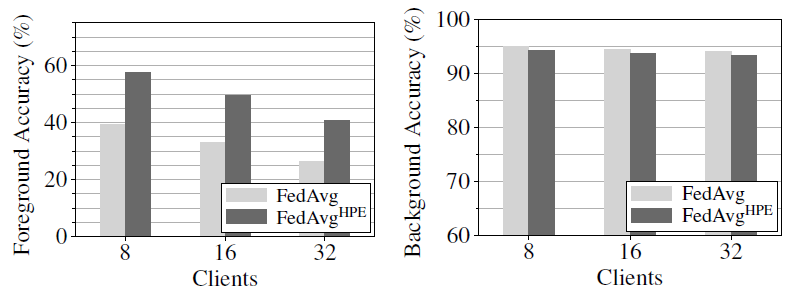 Foreground Accuracy (%)
60
40
20
0
8 16 32
Clients
FedAvg
FedAvg^HPE
Background Accuracy (%)
100
90
80
70
60
8 16 32
Clients
FedAvg
FedAvg^HPE